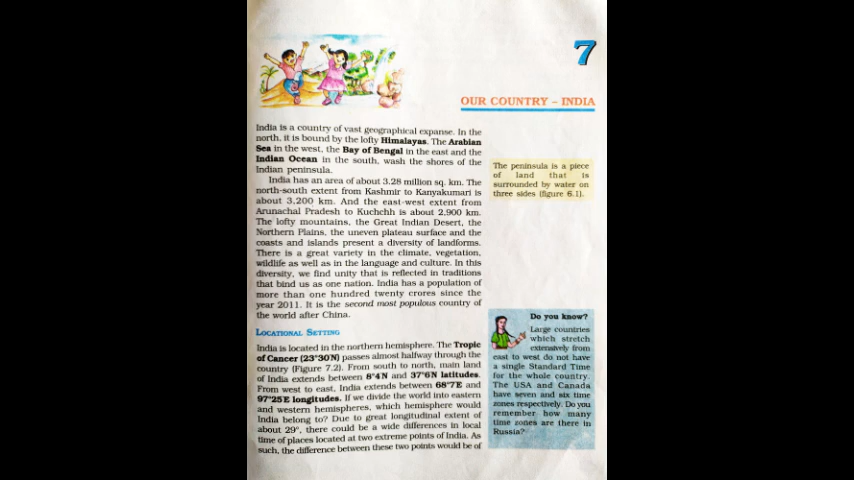 7
OUR COUNTRY – INDIA
India is a country of vast geographical expanse. In the
north, it is bound by the lofty Himalayas. The Arabian
Sea in the west, the Bay of Bengal in the east and the
Indian Ocean in the south, wash the shores of the
Indian peninsula.
India has an area of about 3.28 million sq. km. The
north-south extent from Kashmir to Kanyakumari is
about 3,200 km. And the east-west extent from
Arunachal Pradesh to Kuchchh is about 2,900 km.
The lofty mountains, the Great Indian Desert, the
Northern Plains, the uneven plateau surface and the
coasts and islands present a diversity of landforms.
There is a great variety in the climate, vegetation,
wildlife as well as in the language and culture. In this
diversity, we find unity that is reflected in traditions
that bind us as one nation. India has a population of
more than one hundred twenty crores since the
year 2011. It is the second most populous country of
the world after China.
The peninsula is a piece
of land that is
surrounded by water on
three sides (figure 6.1).
LOCATIONAL SETTING
India is located in the northern hemisphere. The Tropic
of Cancer (23°30'N) passes almost halfway through the
country (Figure 7.2). From south to north, main land
of India extends between 8°4'N and 37°6'N latitudes.
From west to east, India extends between 68°7'E and
97°25'E longitudes. If we divide the world into eastern
and western hemispheres, which hemisphere would
India belong to? Due to great longitudinal extent of
about 29°, there could be a wide differences in local
time of places located at two extreme points of India. As
such, the difference between these two points would be of
Do you know?
Large countries
which stretch
extensively from
east to west do not have
a single Standard Time
for the whole country.
The USA and Canada
have seven and six time
zones respectively. Do you
remember how many
time zones are there in
Russia?